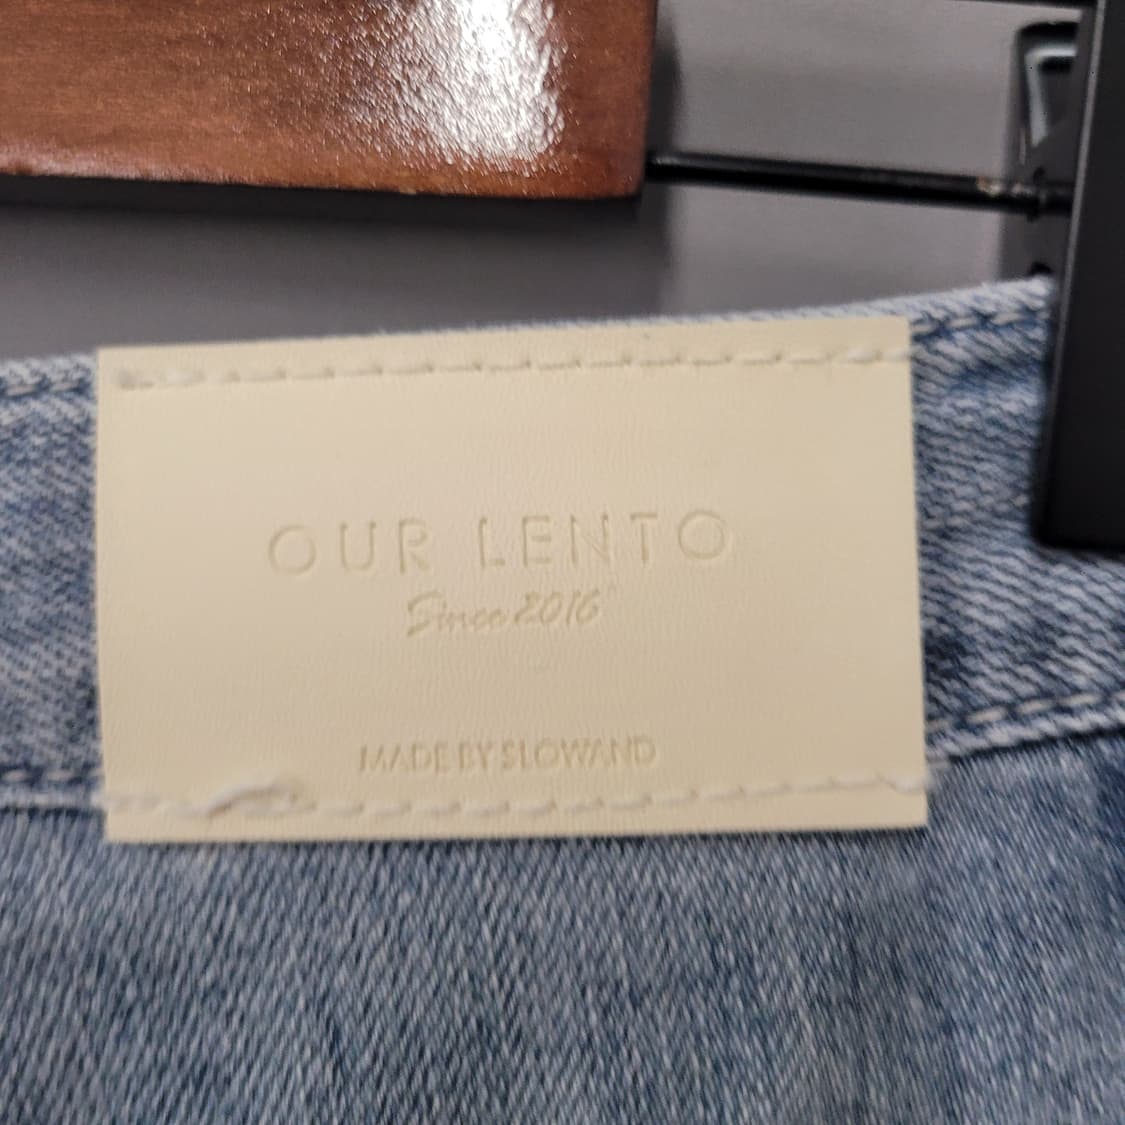 OUR LENTO
Since 2016
MADE BY SLOWAND